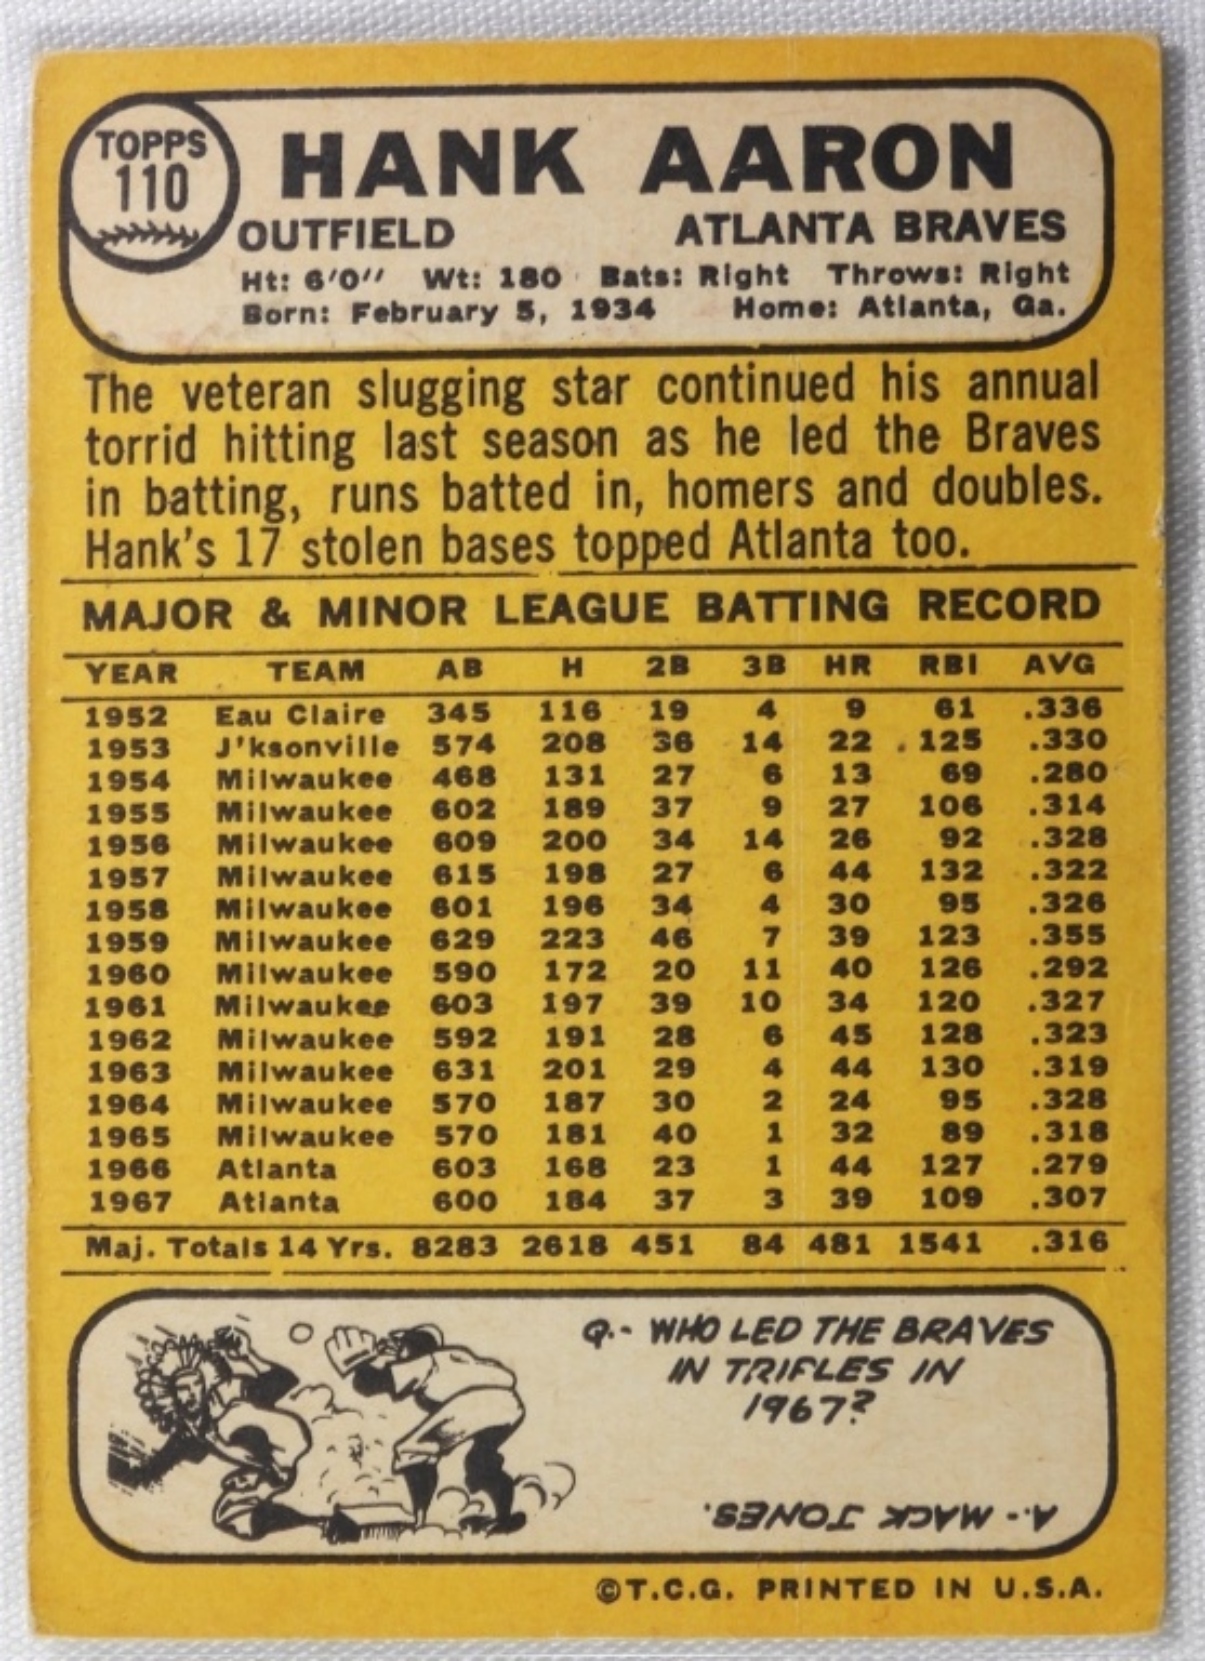 TOPPS
110
HANK AARON
OUTFIELD ATLANTA BRAVES
Ht: 6'0" Wt: 180 Bats: Right Throws: Right
Born: February 5, 1934 Home: Atlanta, Ga.
The veteran slugging star continued his annual
torrid hitting last season as he led the Braves
in batting, runs batted in, homers and doubles.
Hank's 17 stolen bases topped Atlanta too.
MAJOR & MINOR LEAGUE BATTING RECORD
YEAR TEAM AB H 2B 3B HR RBI AVG
1952 Eau Claire 345 116 19 4 9 61 .336
1953 J'ksonville 574 208 36 14 22 125 .330
1954 Milwaukee 468 131 27 6 13 69 .280
1955 Milwaukee 602 189 37 9 27 106 .314
1956 Milwaukee 609 200 34 14 26 92 .328
1957 Milwaukee 615 198 27 6 44 132 .322
1958 Milwaukee 601 196 34 4 30 95 .326
1959 Milwaukee 629 223 46 7 39 123 .355
1960 Milwaukee 590 172 20 11 40 126 .292
1961 Milwaukee 603 197 39 10 34 120 .327
1962 Milwaukee 592 191 28 6 45 128 .323
1963 Milwaukee 631 201 29 4 44 130 .319
1964 Milwaukee 570 187 30 2 24 95 .328
1965 Milwaukee 570 181 40 1 32 89 .318
1966 Atlanta 603 168 23 1 44 127 .279
1967 Atlanta 600 184 37 3 39 109 .307
Maj. Totals 14 Yrs. 8283 2618 451 84 481 1541 .316
Q.- WHO LED THE BRAVES
IN TRIFLES IN
1967?
A.- MACK JONES.
©T.C.G. PRINTED IN U.S.A.